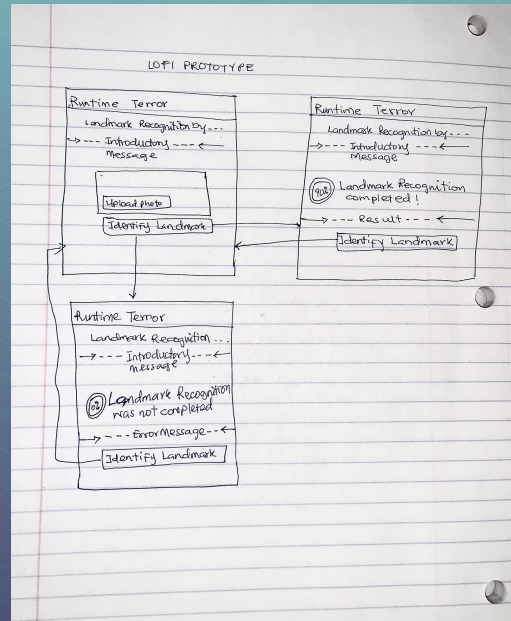 LOFI PROTOTYPE
Runtime Terror
Landmark Recognition by...
--- Introductory ---
Message
Upload photo
Identify Landmark
Runtime Terror
Landmark Recognition by...
--- Introductory ---
Message
90% Landmark Recognition
completed!
--- Result ---
Identify Landmark
Runtime Terror
Landmark Recognition...
--- Introductory ---
message
0% Landmark Recognition
was not completed
--- Error Message --
Identify Landmark